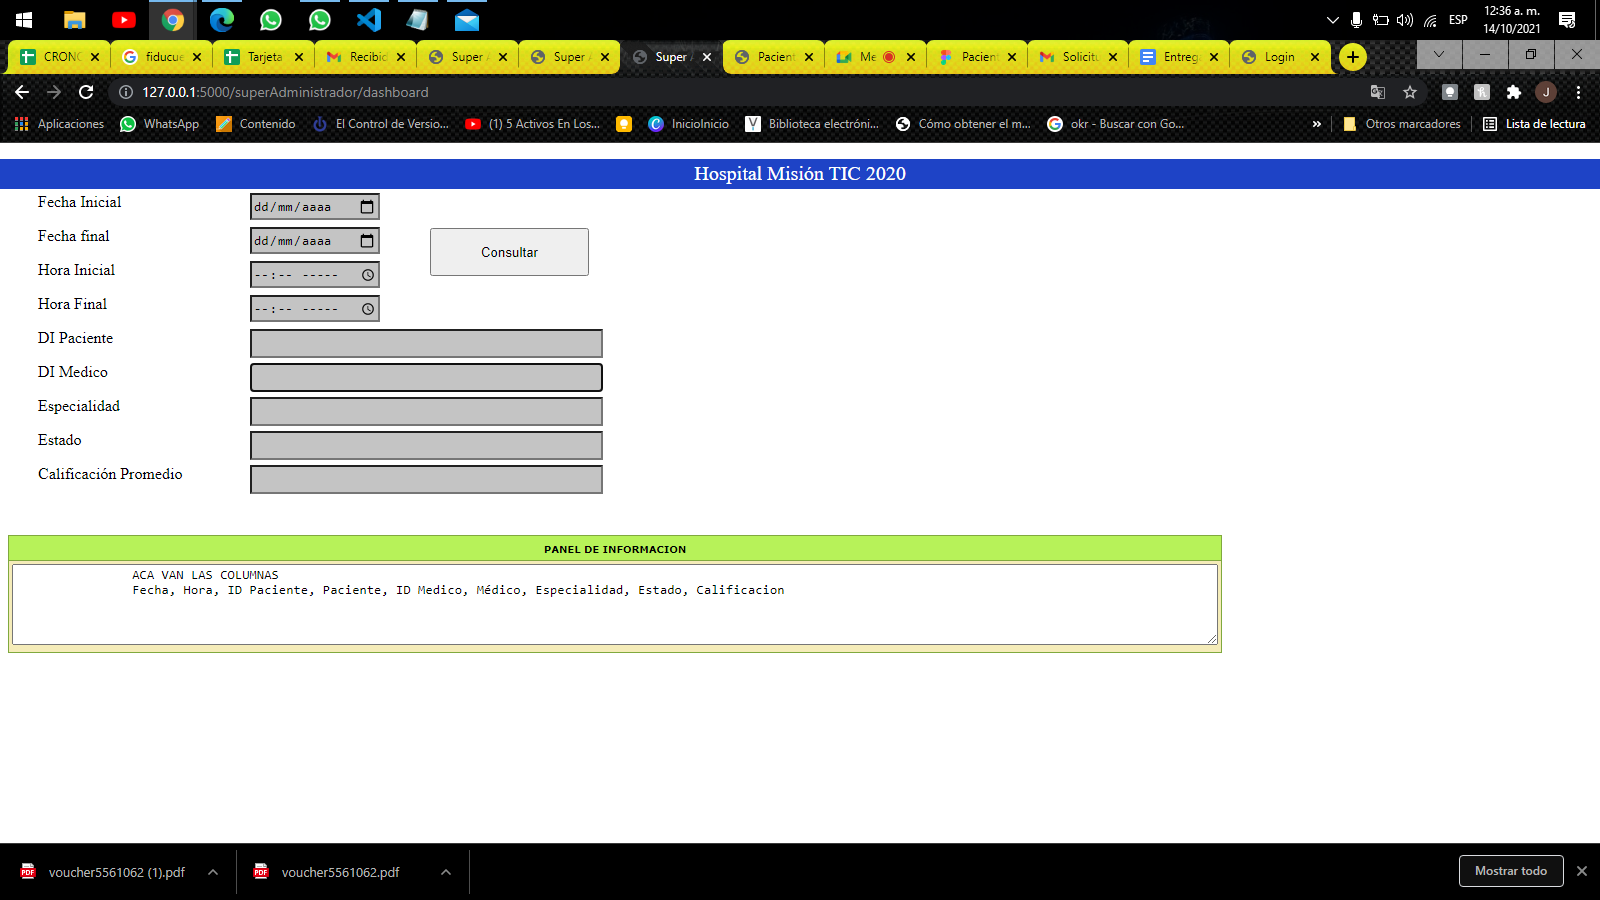 12:36 a. m.
ESP
14/10/2021
CRONO
fiducue
Tarjeta
Recibid
Super A
Super A
Super A
Pacient
Me
Pacient
Solicitu
Entreg
Login
127.0.0.1:5000/superAdministrador/dashboard
J
Aplicaciones
WhatsApp
Contenido
El Control de Versio...
(1) 5 Activos En Los...
InicioInicio
Biblioteca electróni...
Cómo obtener el m...
okr - Buscar con Go...
»
Otros marcadores
Lista de lectura
Hospital Misión TIC 2020
Fecha Inicial
dd/mm/aaaa
Fecha final
dd/mm/aaaa
Consultar
Hora Inicial
--:-- -----
Hora Final
--:-- -----
DI Paciente
DI Medico
Especialidad
Estado
Calificación Promedio
PANEL DE INFORMACION
ACA VAN LAS COLUMNAS
Fecha, Hora, ID Paciente, Paciente, ID Medico, Médico, Especialidad, Estado, Calificacion
PDF
voucher5561062 (1).pdf
PDF
voucher5561062.pdf
Mostrar todo